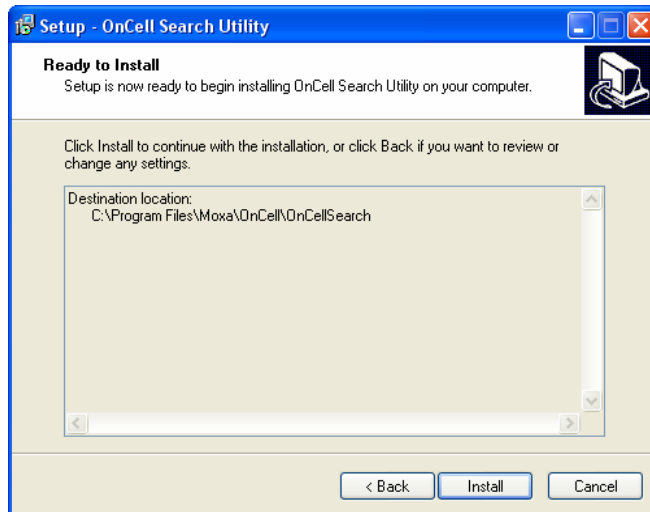 Setup - OnCell Search Utility
Ready to Install
Setup is now ready to begin installing OnCell Search Utility on your computer.
Click Install to continue with the installation, or click Back if you want to review or
change any settings.
Destination location:
C:\Program Files\Moxa\OnCell\OnCellSearch
< Back
Install
Cancel